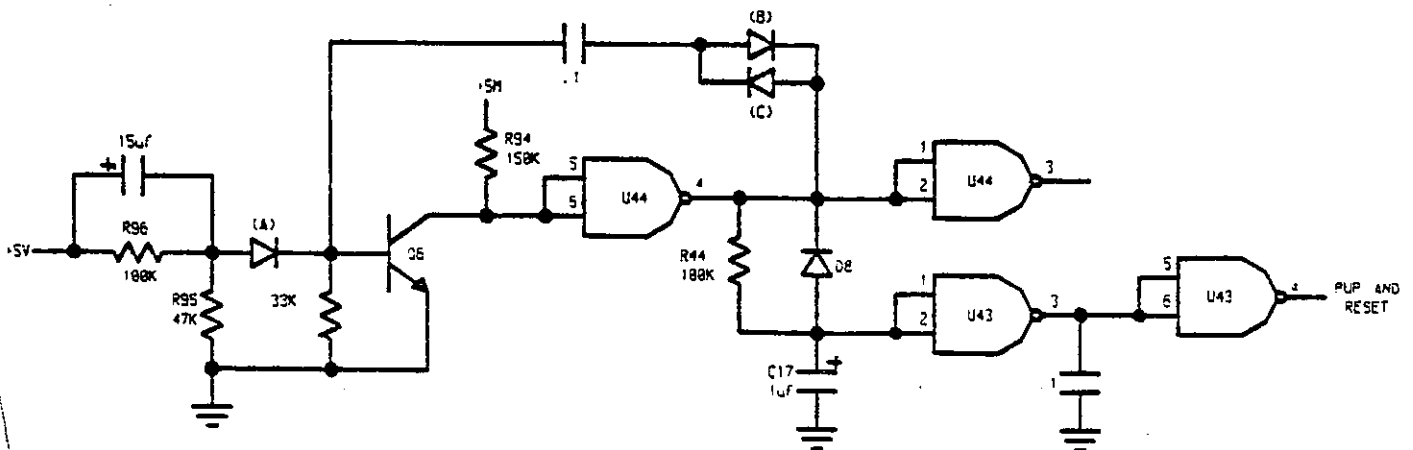 (B)
.1
(C)
+5M
R94
150K
15uf
+
R96
100K
+5V
(A)
R95
47K
33K
Q6
5
5
U44
4
R44
100K
D8
C17
1uf
+
1
2
U44
3
1
2
U43
3
1
5
6
U43
4
PUP AND
RESET